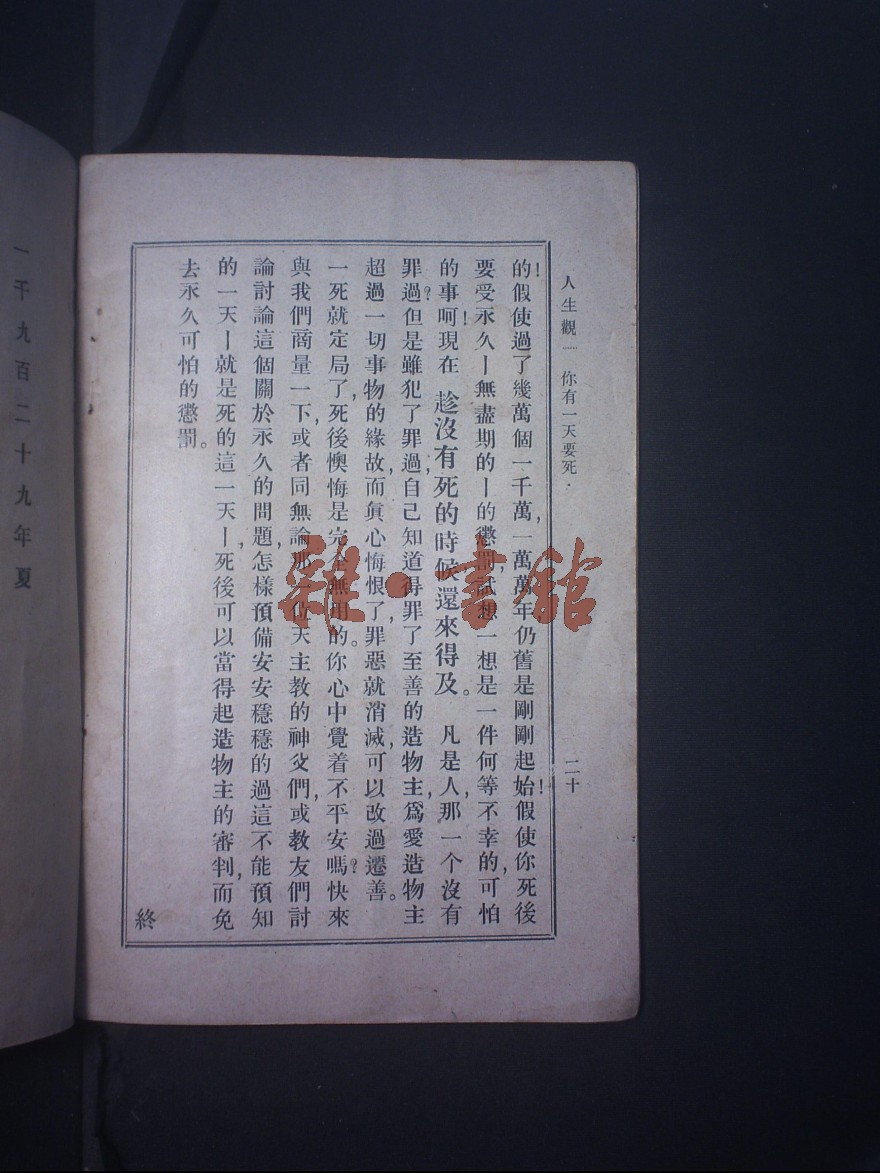 人生觀⋯⋯ 你有一天要死． 二十
的！假使過了幾萬個一千萬，一萬萬年仍舊是剛剛起始！假使你死後
要受永久—無盡期的—的懲罰，試想一想是一件何等不幸的，可怕
的事！呵現在 趁沒有死的時候還來得及。 凡是人，那一个沒有
罪過？但是雖犯了罪過，自己知道得罪了至善的造物主，爲愛造物主
超過一切事物的緣故，而眞心悔恨了，罪惡就消滅，可以改過遷善。
一死就定局了，死後懊悔是完全無用的。你心中覺着不平安嗎？快來
與我們商量一下，或者同無論那一位天主教的神父們，或教友們討
論討論這個關於永久的問題，怎樣預備安安穩穩的過這不能預知
的一天—就是死的這一天—死後可以當得起造物主的審判，而免
去永久可怕的懲罰。
終
一千九百二十九年夏
雜·書館